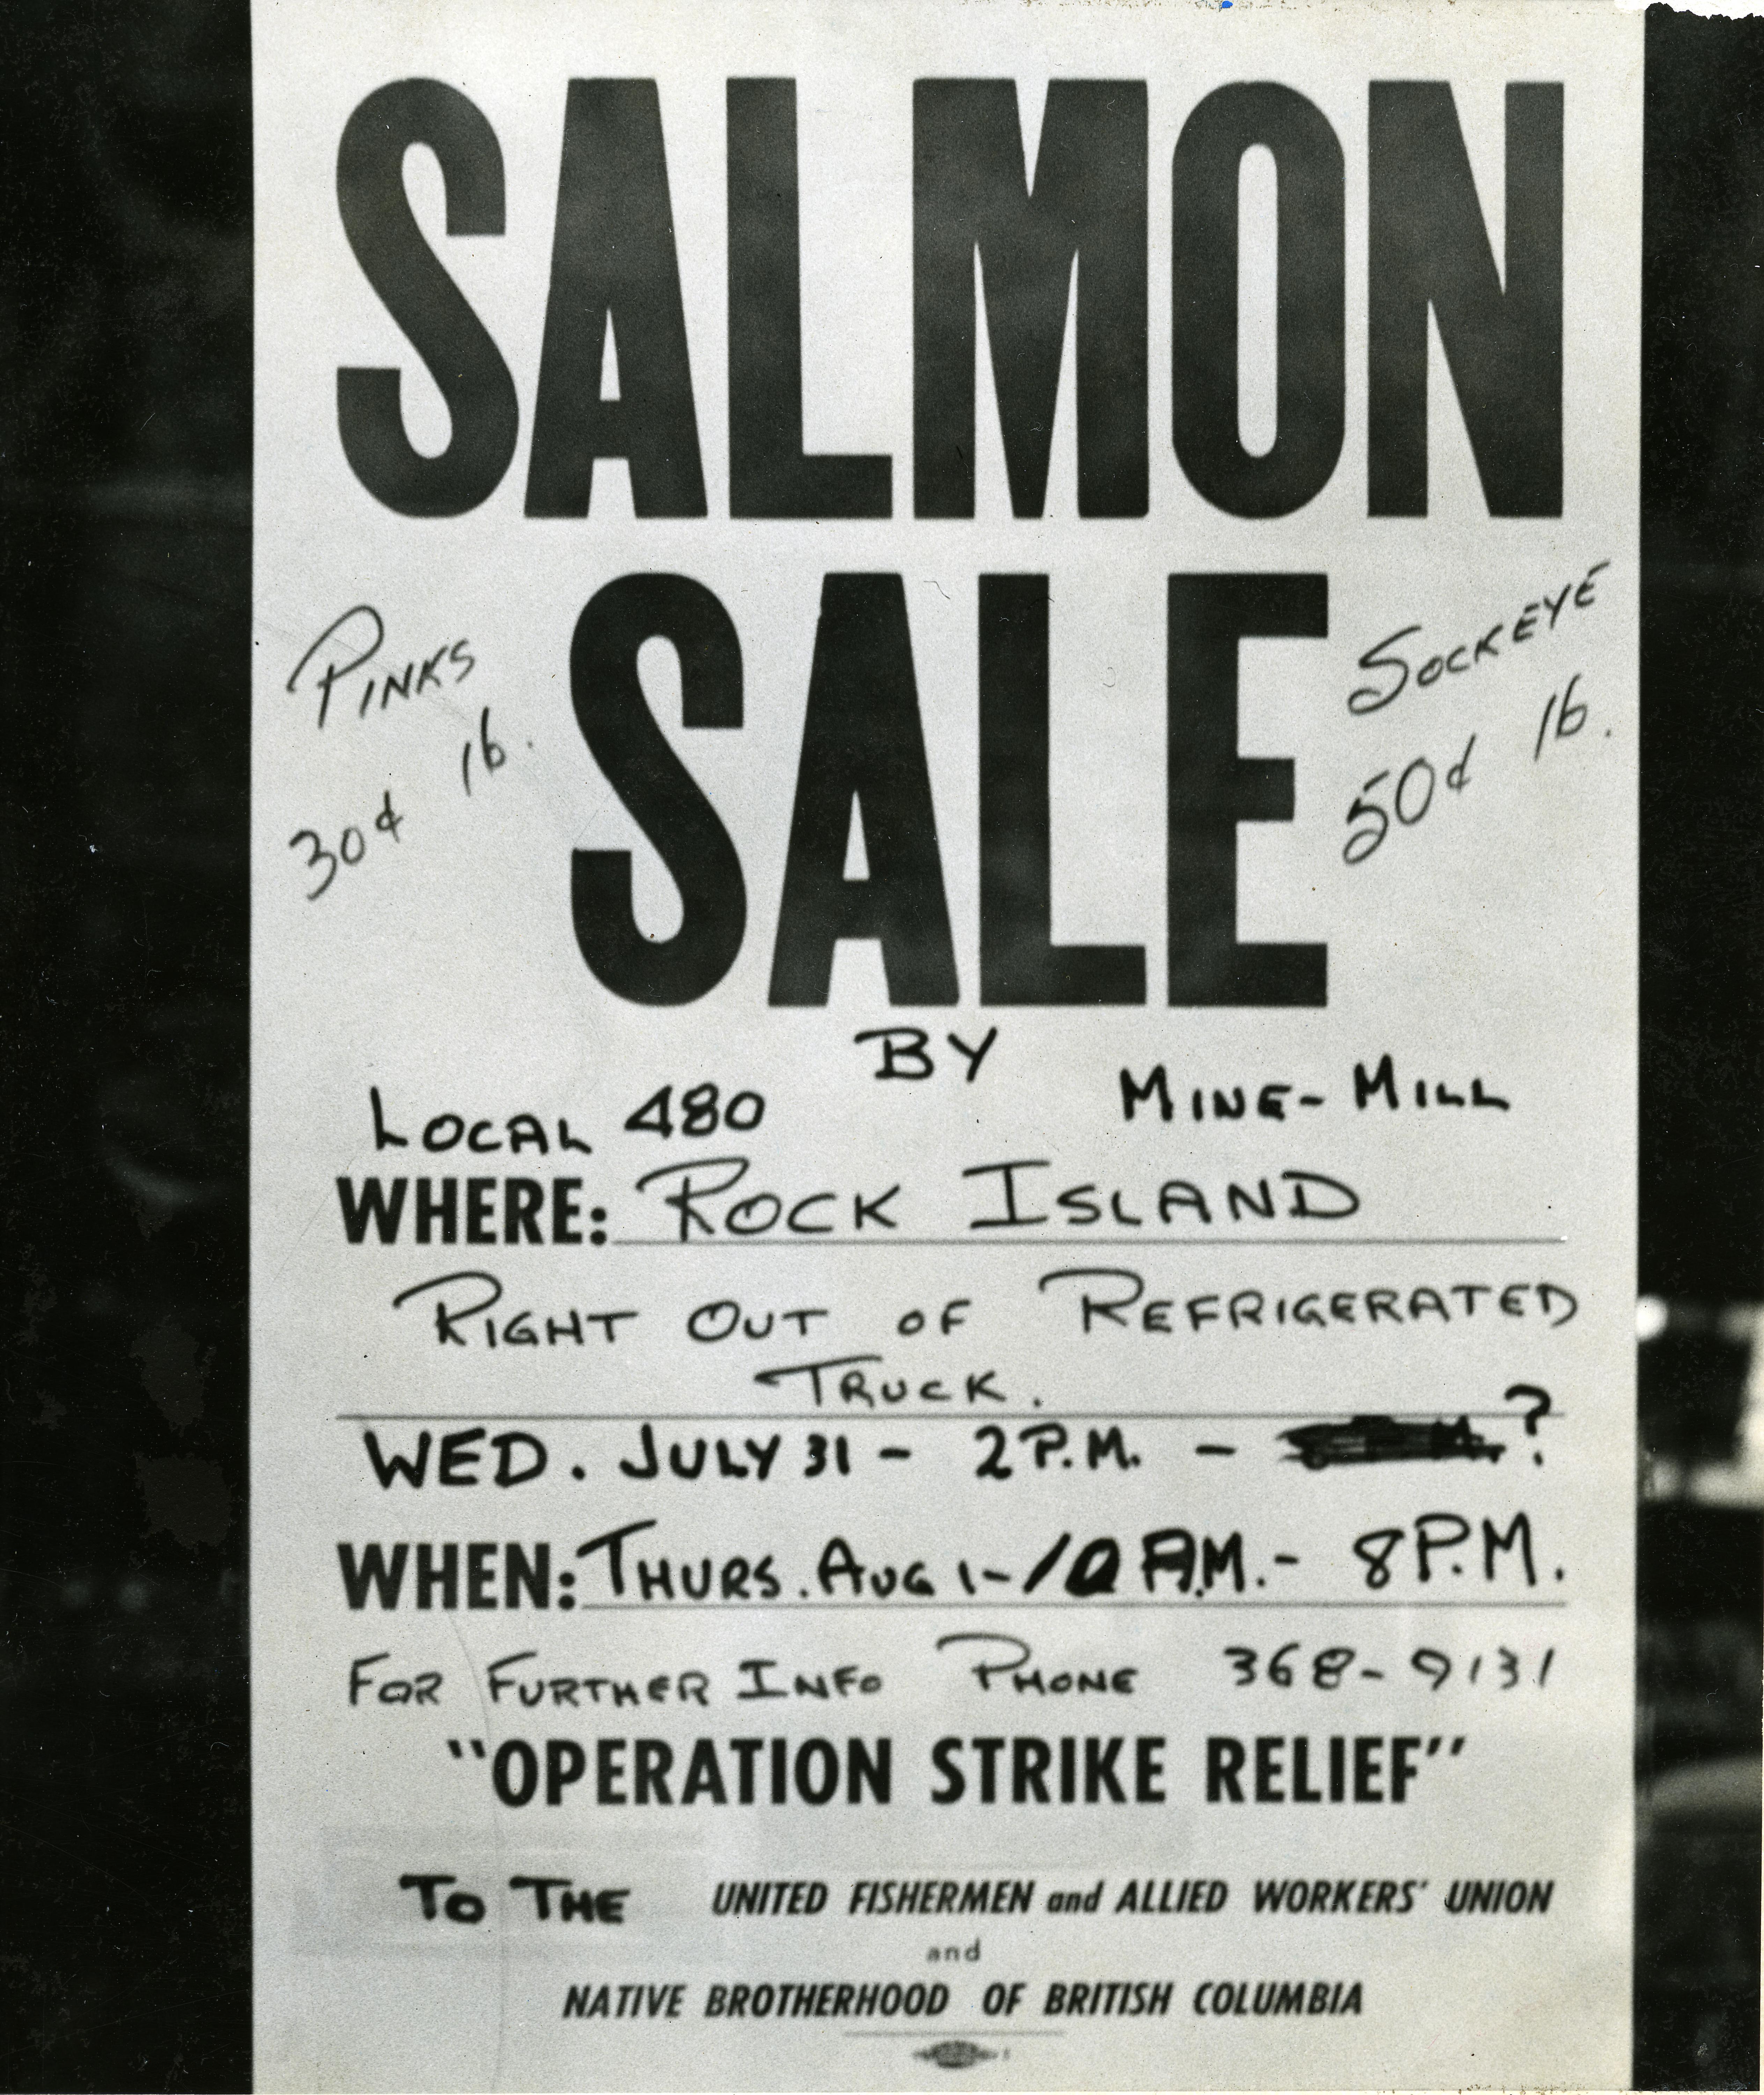 SALMON
SALE
PINKS
30¢ lb.
SOCKEYE
50¢ lb.
BY
LOCAL 480 MINE-MILL
WHERE: ROCK ISLAND
RIGHT OUT OF REFRIGERATED
TRUCK.
WED. JULY 31 - 2 P.M. - ?
WHEN: THURS. AUG 1 - 10 A.M. - 8 P.M.
FOR FURTHER INFO PHONE 368-9131
"OPERATION STRIKE RELIEF"
TO THE UNITED FISHERMEN and ALLIED WORKERS' UNION
and
NATIVE BROTHERHOOD OF BRITISH COLUMBIA